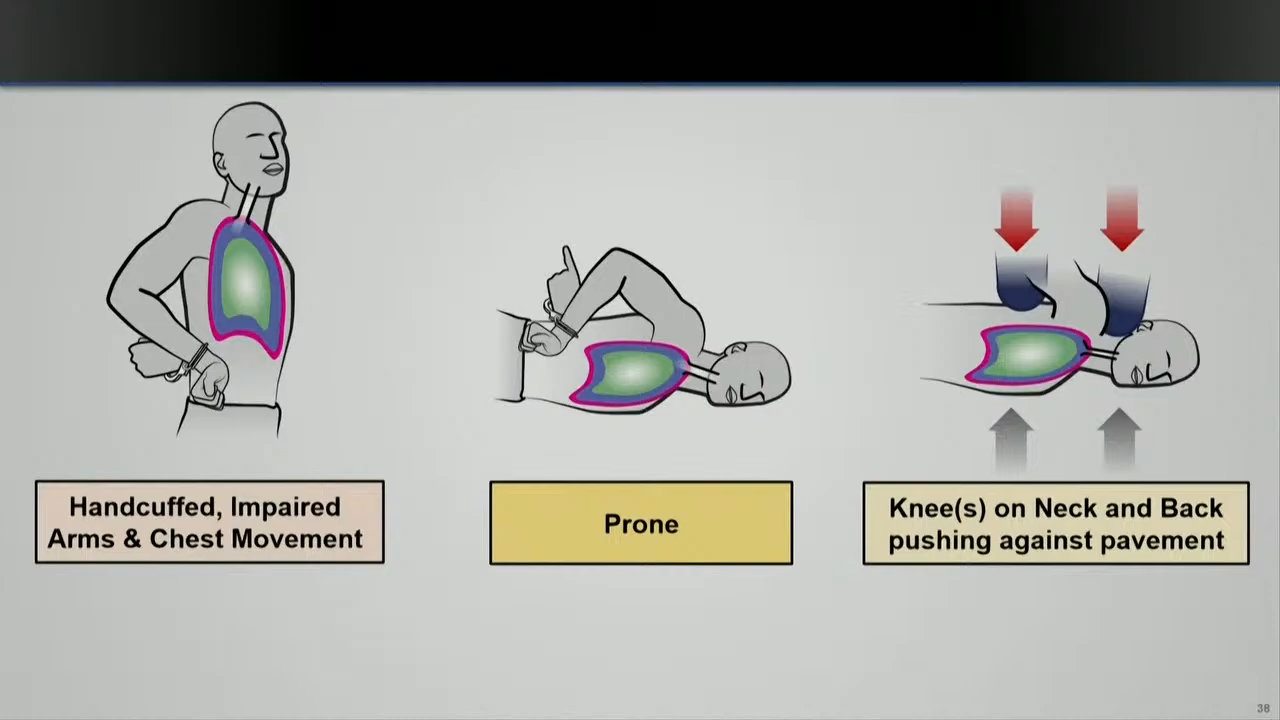 Handcuffed, Impaired
Arms & Chest Movement
Prone
Knee(s) on Neck and Back
pushing against pavement
38